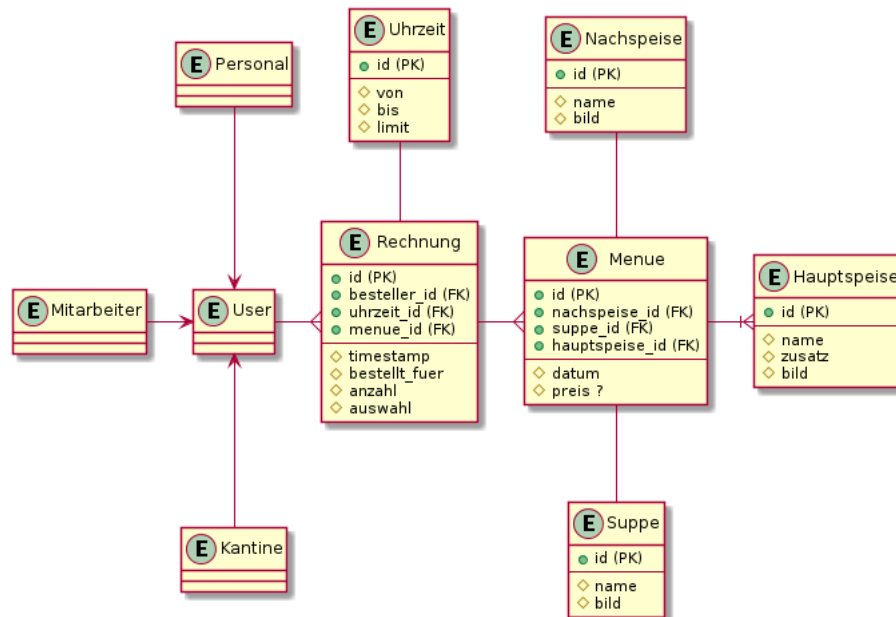 E Uhrzeit
id (PK)
von
bis
limit
E Nachspeise
id (PK)
name
bild
E Personal
E Rechnung
id (PK)
besteller_id (FK)
uhrzeit_id (FK)
menue_id (FK)
timestamp
bestellt_fuer
anzahl
auswahl
E Menue
id (PK)
nachspeise_id (FK)
suppe_id (FK)
hauptspeise_id (FK)
datum
preis ?
E Hauptspeise
id (PK)
name
zusatz
bild
E Mitarbeiter
E User
E Kantine
E Suppe
id (PK)
name
bild